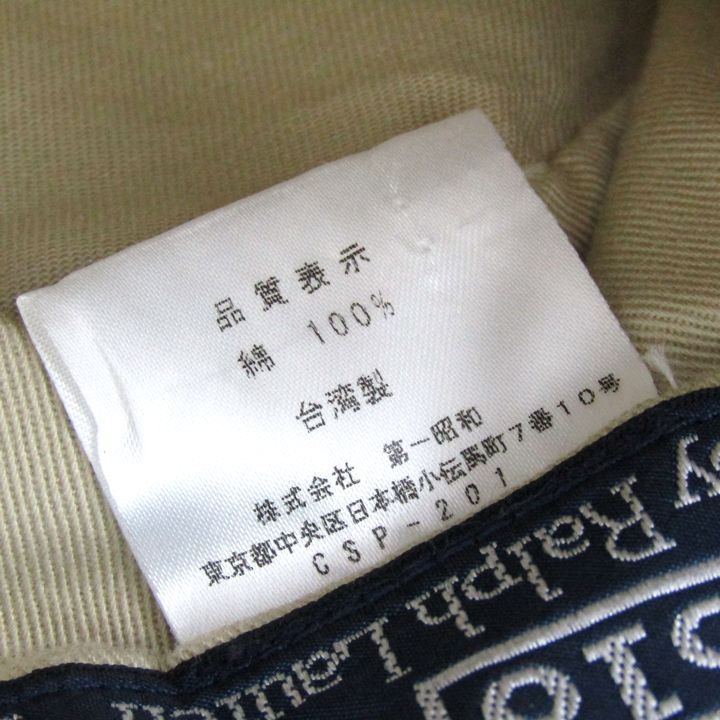 品質表示
綿 100%
台湾製
株式会社 第一昭和
東京都中央区日本橋小伝馬町7番10号
CSP-201
by Ralph Lauren
Polo